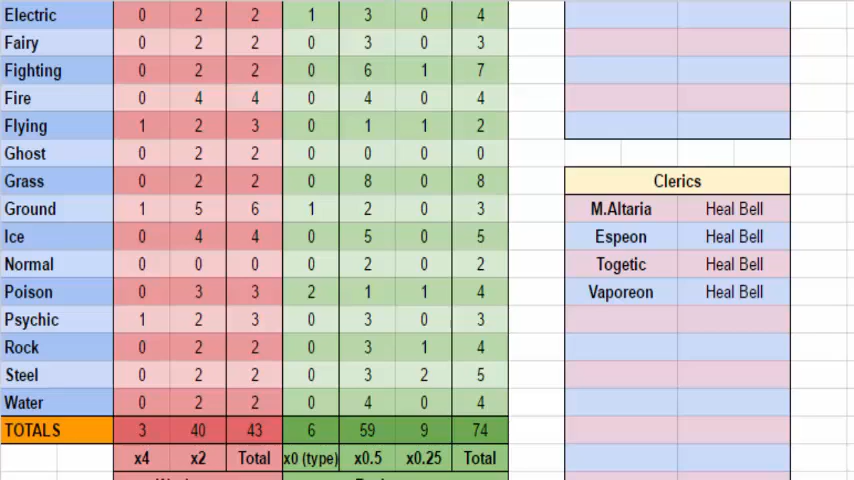 Electric 0 2 2 1 3 0 4
Fairy 0 2 2 0 3 0 3
Fighting 0 2 2 0 6 1 7
Fire 0 4 4 0 4 0 4
Flying 1 2 3 0 1 1 2
Ghost 0 2 2 0 0 0 0
Grass 0 2 2 0 8 0 8 Clerics
Ground 1 5 6 1 2 0 3 M.Altaria Heal Bell
Ice 0 4 4 0 5 0 5 Espeon Heal Bell
Normal 0 0 0 0 2 0 2 Togetic Heal Bell
Poison 0 3 3 2 1 1 4 Vaporeon Heal Bell
Psychic 1 2 3 0 3 0 3
Rock 0 2 2 0 3 1 4
Steel 0 2 2 0 3 2 5
Water 0 2 2 0 4 0 4
TOTALS 3 40 43 6 59 9 74
x4 x2 Total x0 (type) x0.5 x0.25 Total